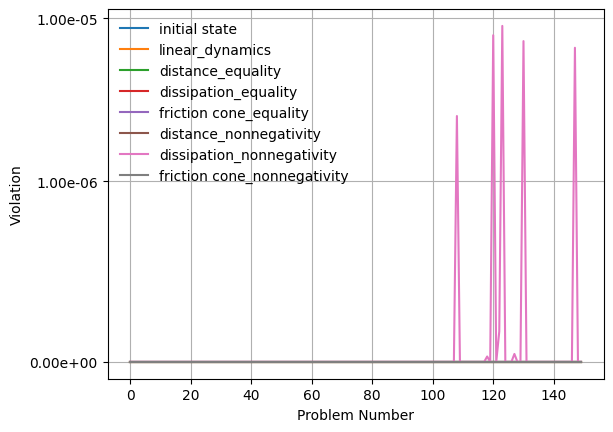 1.00e-05
initial state
linear_dynamics
distance_equality
dissipation_equality
friction cone_equality
distance_nonnegativity
dissipation_nonnegativity
friction cone_nonnegativity
1.00e-06
0.00e+00
Violation
0 20 40 60 80 100 120 140
Problem Number